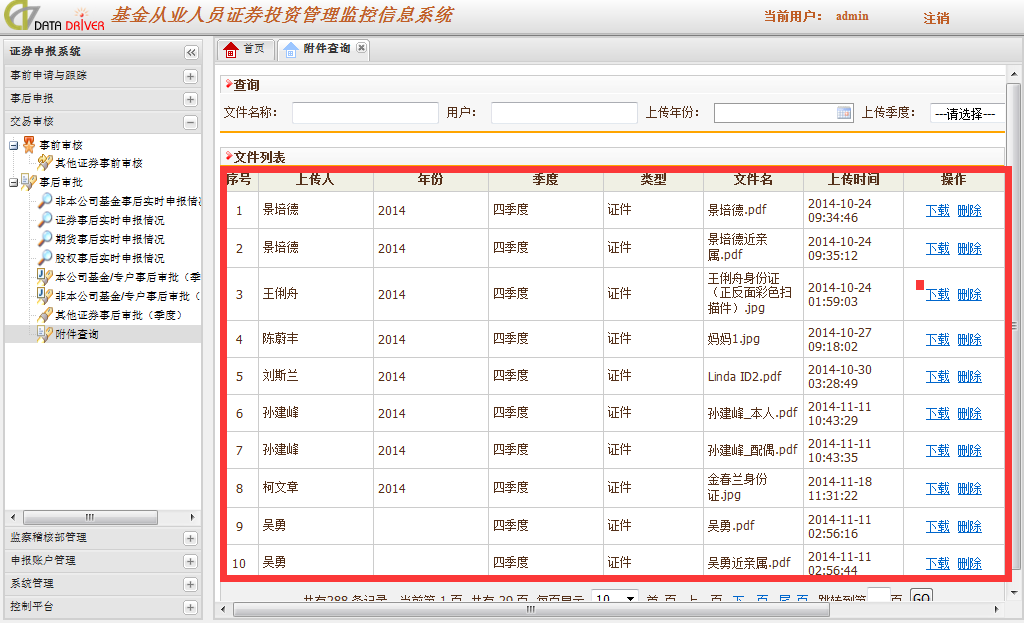 DATA DRIVER 基金从业人员证券投资管理监控信息系统 当前用户： admin 注销
证券申报系统
事前申请与跟踪
事后申报
交易审核
事前审核
其他证券事前审核
事后审批
非本公司基金事后实时申报情况
证券事后实时申报情况
期货事后实时申报情况
股权事后实时申报情况
本公司基金/专户事后审批（季
非本公司基金/专户事后审批（
其他证券事后审批（季度）
附件查询
监察稽核部管理
申报账户管理
系统管理
控制平台
首页 附件查询
查询
文件名称： 用户： 上传年份： 上传季度： ---请选择---
文件列表
序号 上传人 年份 季度 类型 文件名 上传时间 操作
1 景培德 2014 四季度 证件 景培德.pdf 2014-10-24 09:34:46 下载 删除
2 景培德 2014 四季度 证件 景培德近亲属.pdf 2014-10-24 09:35:12 下载 删除
3 王俐舟 2014 四季度 证件 王俐舟身份证（正反面彩色扫描件）.jpg 2014-10-24 01:59:03 下载 删除
4 陈蔚丰 2014 四季度 证件 妈妈1.jpg 2014-10-27 09:18:02 下载 删除
5 刘斯兰 2014 四季度 证件 Linda ID2.pdf 2014-10-30 03:28:49 下载 删除
6 孙建峰 2014 四季度 证件 孙建峰_本人.pdf 2014-11-11 10:43:29 下载 删除
7 孙建峰 2014 四季度 证件 孙建峰_配偶.pdf 2014-11-11 10:43:35 下载 删除
8 柯文章 2014 四季度 证件 金春兰身份证.jpg 2014-11-18 11:31:22 下载 删除
9 吴勇 四季度 证件 吴勇.pdf 2014-11-11 02:56:16 下载 删除
10 吴勇 四季度 证件 吴勇近亲属.pdf 2014-11-11 02:56:44 下载 删除
共有288 条记录 当前第 1 页 共有 29 页 每页显示 10 首 页 上 一 页 下 一 页 尾 页 跳转到第 页 GO